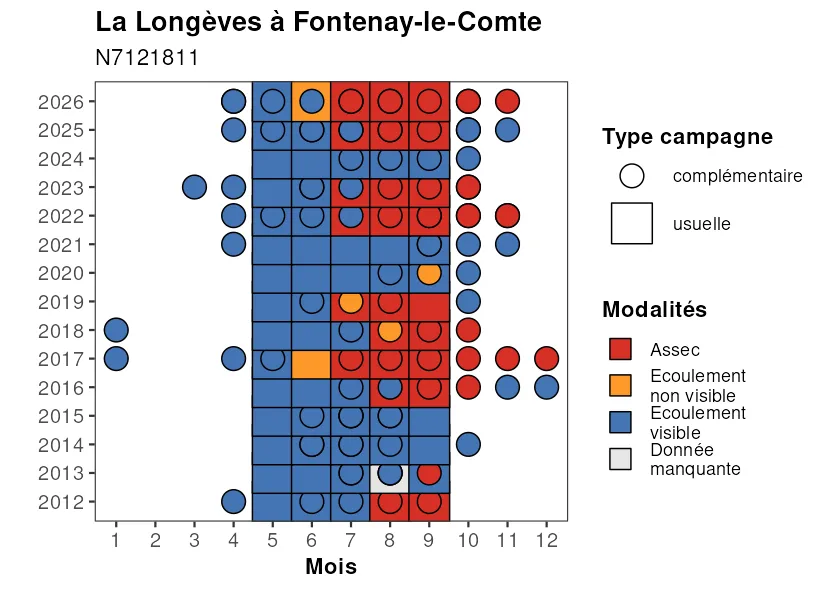 La Longèves à Fontenay-le-Comte
N7121811
2026
2025
2024
2023
2022
2021
2020
2019
2018
2017
2016
2015
2014
2013
2012
1 2 3 4 5 6 7 8 9 10 11 12
Mois
Type campagne
complémentaire
usuelle
Modalités
Assec
Ecoulement
non visible
Ecoulement
visible
Donnée
manquante